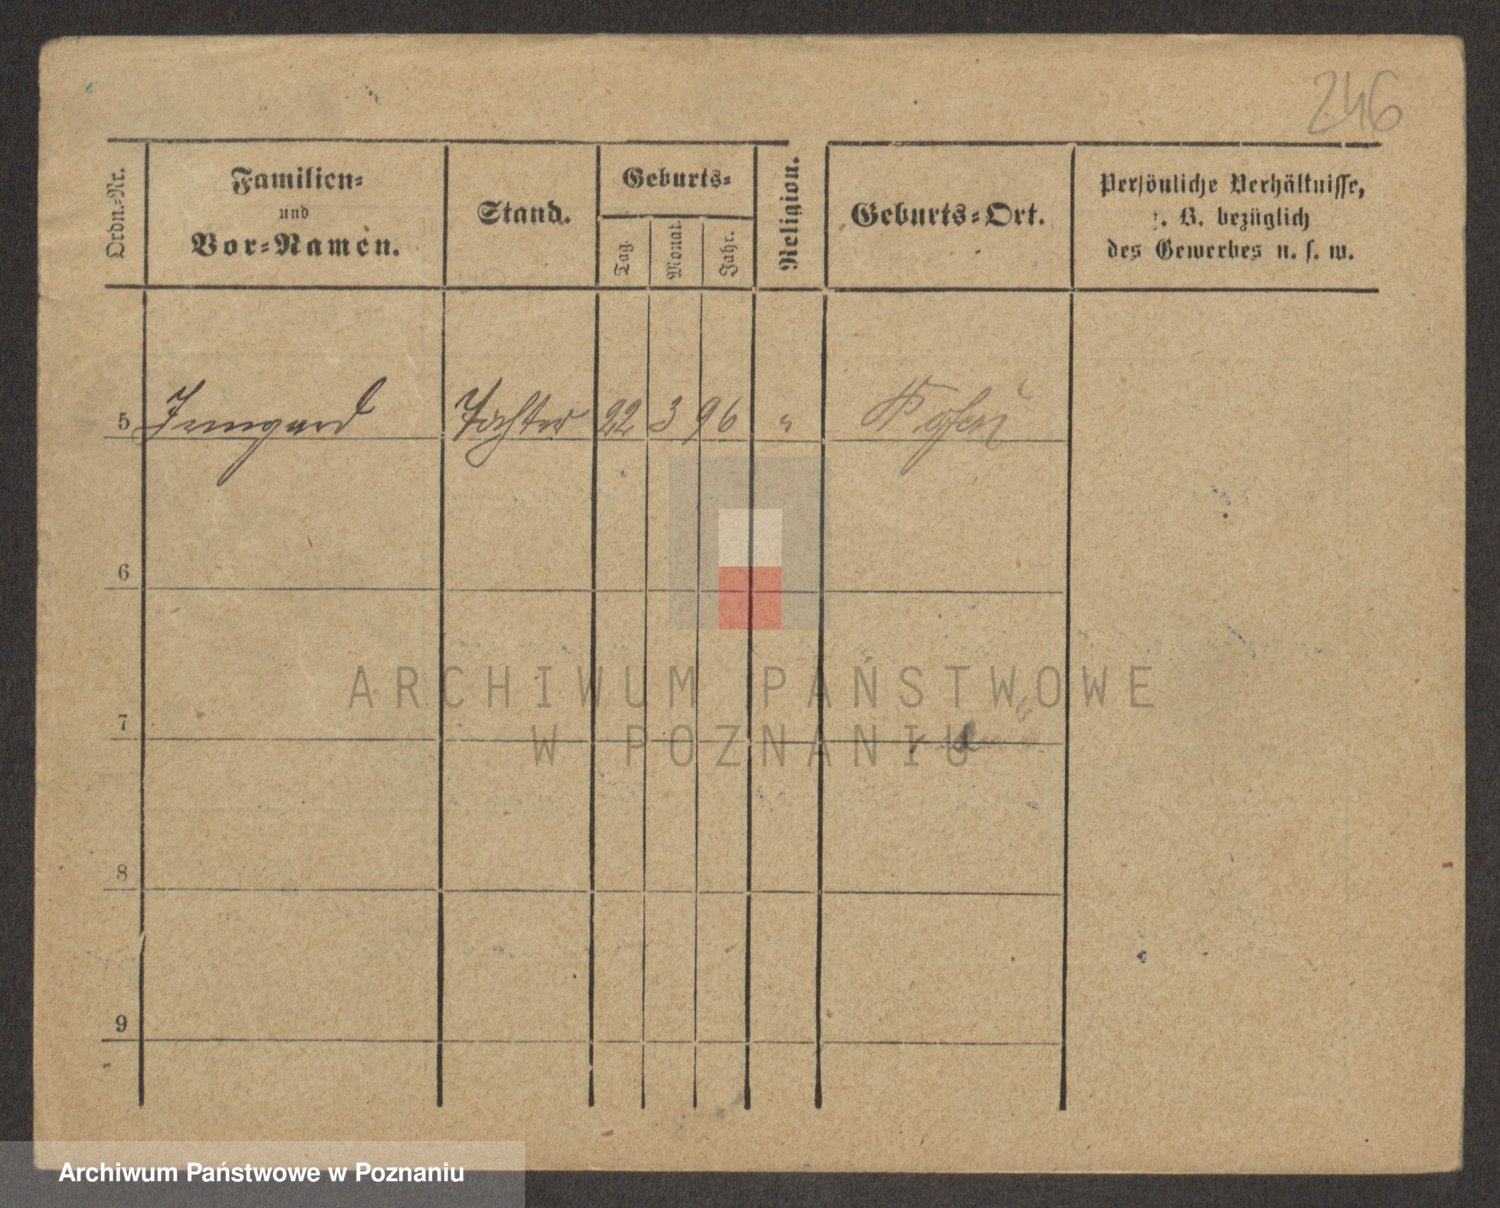 246
Ordn.-Nr.
Familien-
und
Vor-Namen.
Stand.
Geburts-
Tag.
Monat.
Jahr.
Religion.
Geburts-Ort.
Persönliche Verhältnisse,
z. B. bezüglich
des Gewerbes u. s. w.
5 Irmgard Tochter 22 3 96 " Posen
6
7
8
9
ARCHIWUM PAŃSTWOWE
W POZNANIU
Archiwum Państwowe w Poznaniu